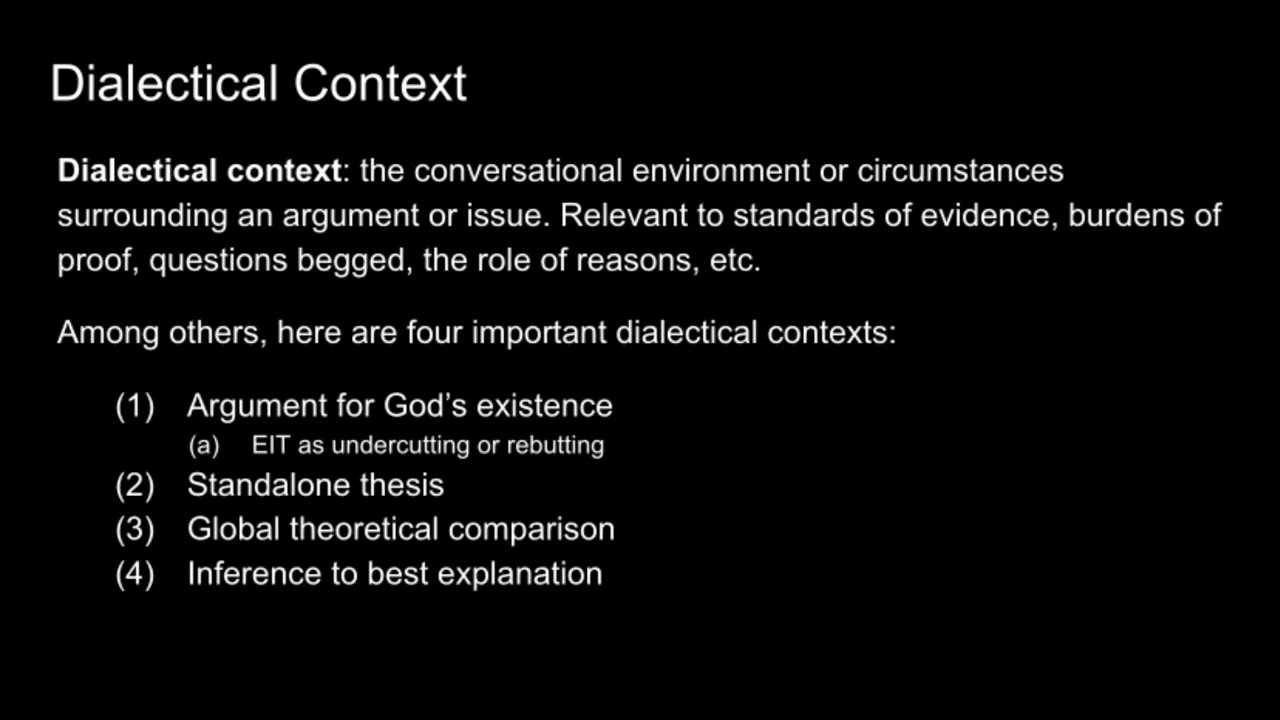 Dialectical Context
Dialectical context: the conversational environment or circumstances
surrounding an argument or issue. Relevant to standards of evidence, burdens of
proof, questions begged, the role of reasons, etc.
Among others, here are four important dialectical contexts:
(1) Argument for God’s existence
(a) EIT as undercutting or rebutting
(2) Standalone thesis
(3) Global theoretical comparison
(4) Inference to best explanation